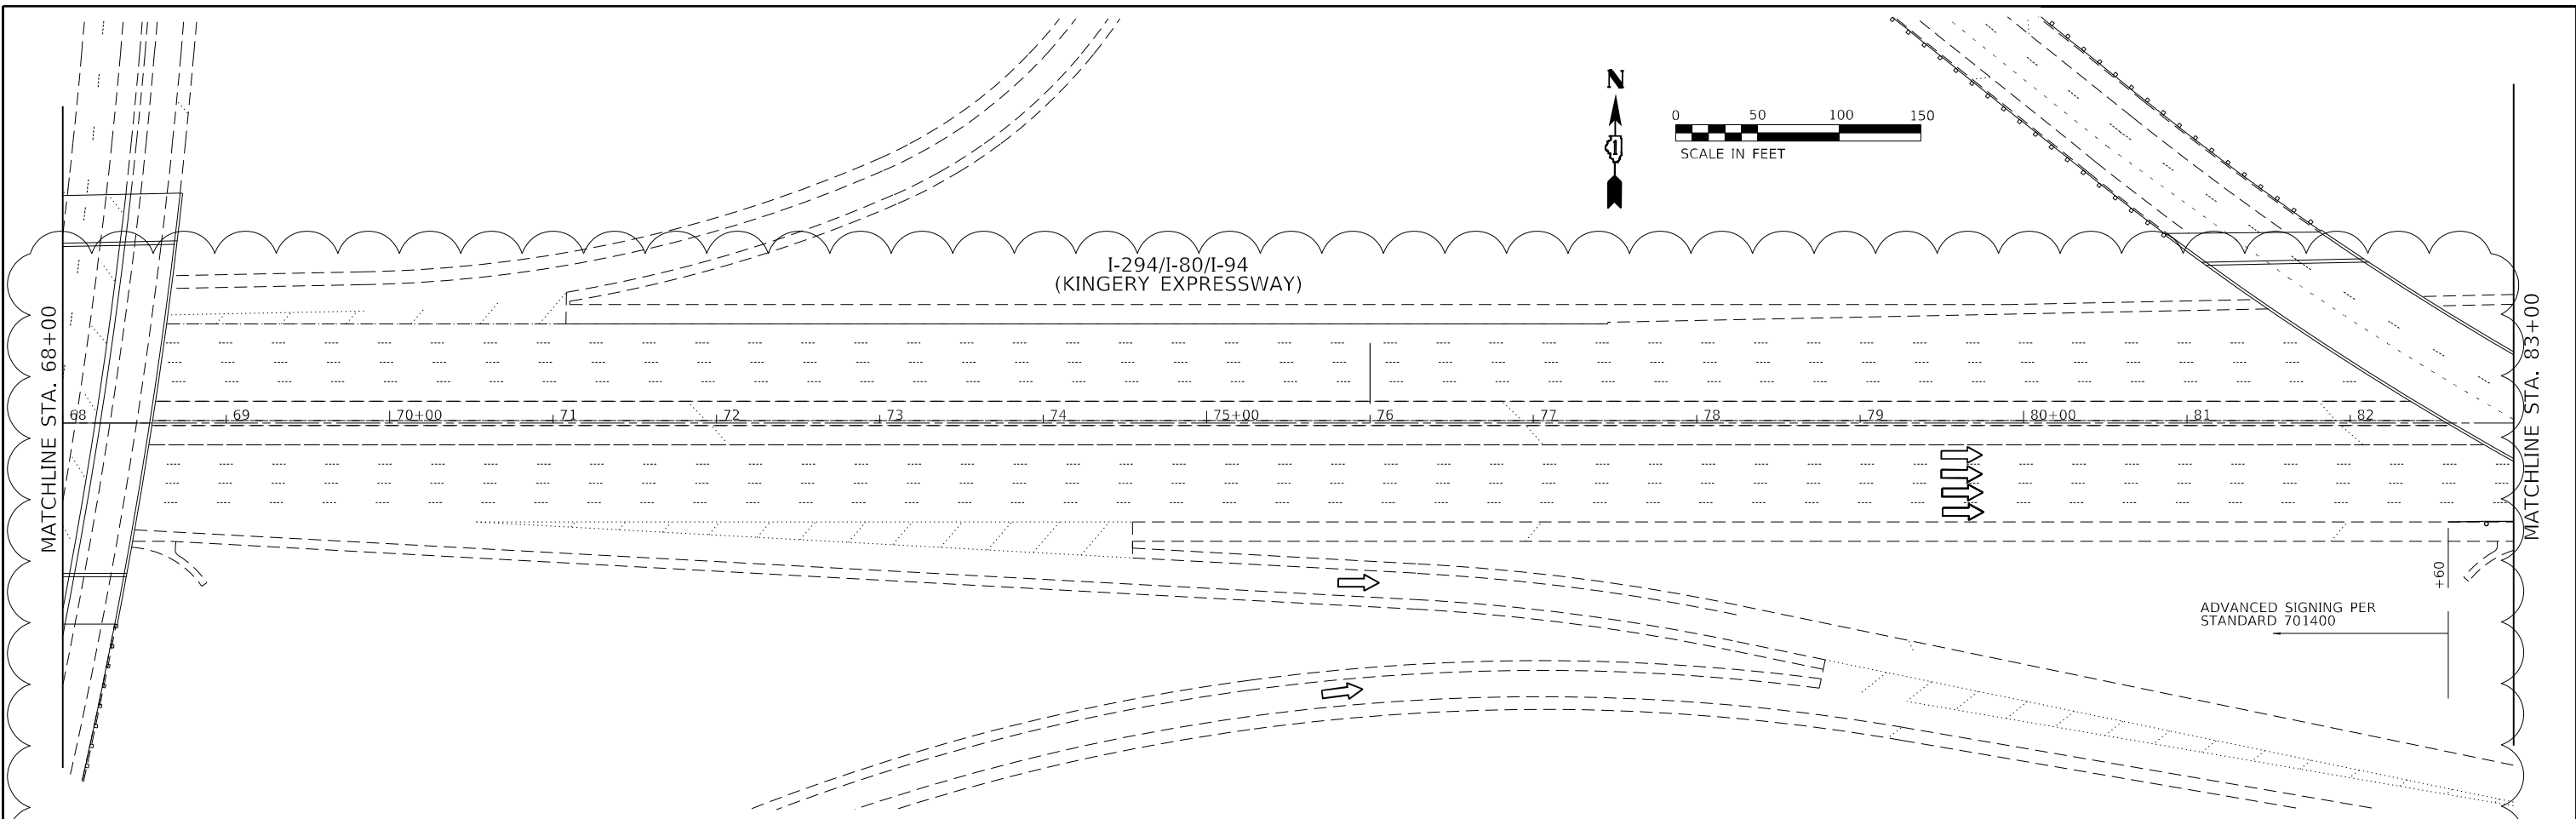 N
1
0 50 100 150
SCALE IN FEET
I-294/I-80/I-94
(KINGERY EXPRESSWAY)
MATCHLINE STA. 68+00
MATCHLINE STA. 83+00
68 69 70+00 71 72 73 74 75+00 76 77 78 79 80+00 81 82
+60
ADVANCED SIGNING PER
STANDARD 701400